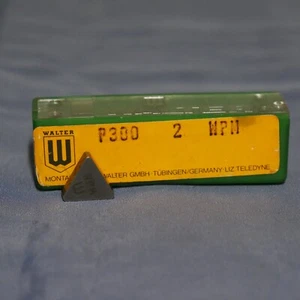 WALTER
W
P300 2 WPM
MONTA WALTER GMBH · TÜBINGEN/GERMANY/LIZ.TELEDYNE